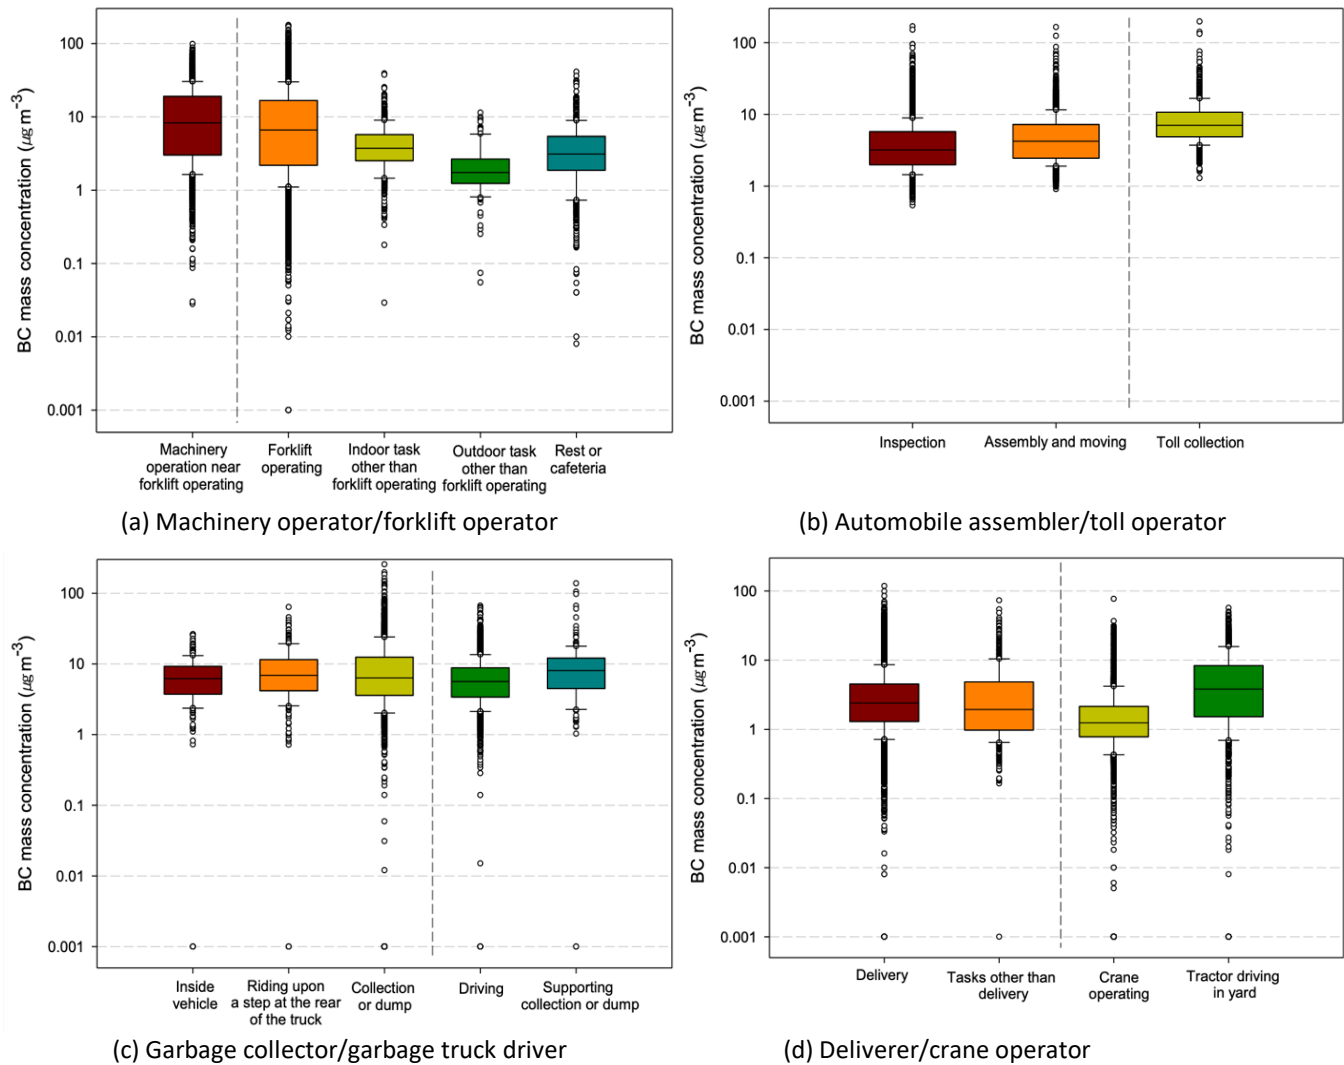 BC mass concentration (μg m⁻³)
100
10
1
0.1
0.01
0.001
Machinery
operation near
forklift operating
Forklift
operating
Indoor task
other than
forklift operating
Outdoor task
other than
forklift operating
Rest or
cafeteria
(a) Machinery operator/forklift operator
BC mass concentration (μg m⁻³)
100
10
1
0.1
0.01
0.001
Inspection
Assembly and moving
Toll collection
(b) Automobile assembler/toll operator
BC mass concentration (μg m⁻³)
100
10
1
0.1
0.01
0.001
Inside
vehicle
Riding upon
a step at the rear
of the truck
Collection
or dump
Driving
Supporting
collection or dump
(c) Garbage collector/garbage truck driver
BC mass concentration (μg m⁻³)
100
10
1
0.1
0.01
0.001
Delivery
Tasks other than
delivery
Crane
operating
Tractor driving
in yard
(d) Deliverer/crane operator